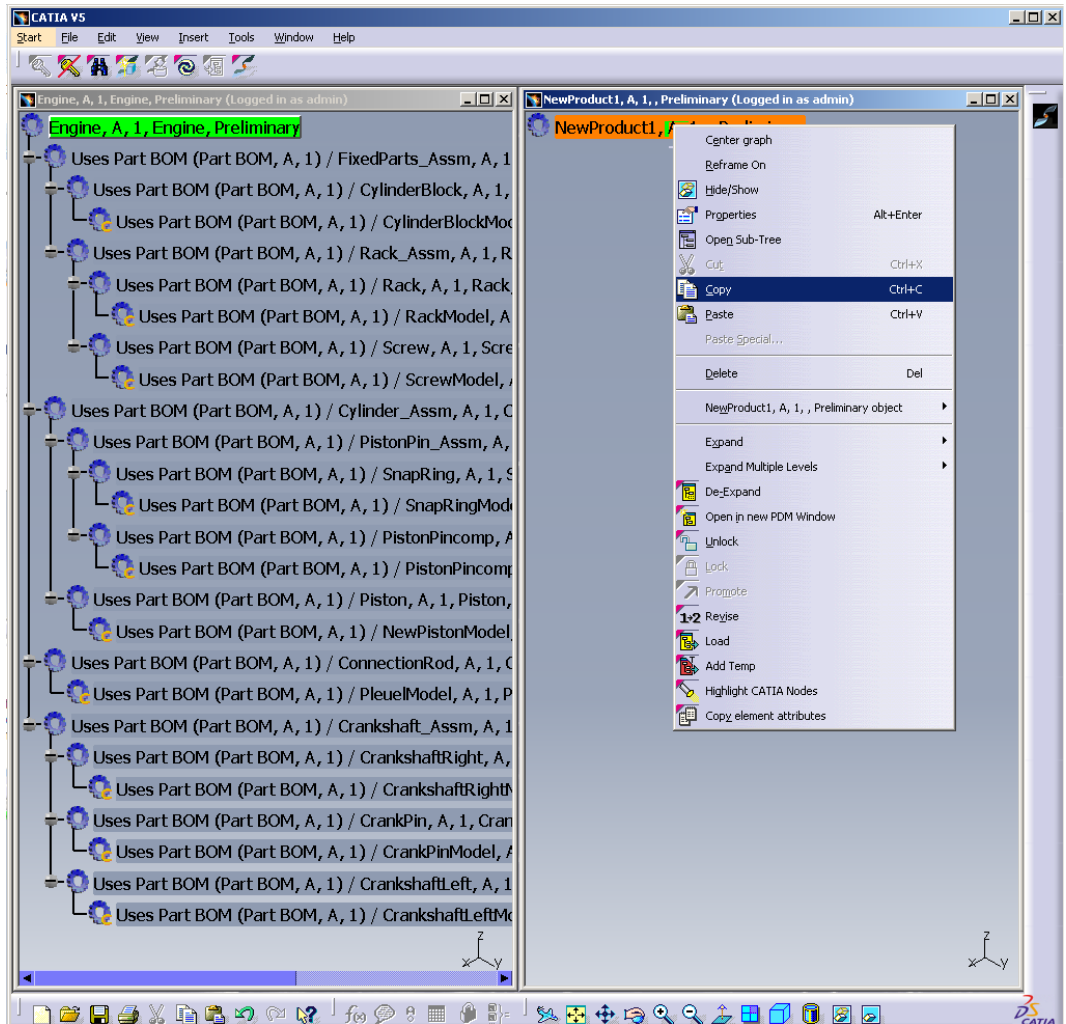 CATIA V5
Start File Edit View Insert Tools Window Help
Engine, A, 1, Engine, Preliminary (Logged in as admin)
Engine, A, 1, Engine, Preliminary
Uses Part BOM (Part BOM, A, 1) / FixedParts_Assm, A, 1
Uses Part BOM (Part BOM, A, 1) / CylinderBlock, A, 1,
Uses Part BOM (Part BOM, A, 1) / CylinderBlockMod
Uses Part BOM (Part BOM, A, 1) / Rack_Assm, A, 1, R
Uses Part BOM (Part BOM, A, 1) / Rack, A, 1, Rack
Uses Part BOM (Part BOM, A, 1) / RackModel, A
Uses Part BOM (Part BOM, A, 1) / Screw, A, 1, Scre
Uses Part BOM (Part BOM, A, 1) / ScrewModel, A
Uses Part BOM (Part BOM, A, 1) / Cylinder_Assm, A, 1, C
Uses Part BOM (Part BOM, A, 1) / PistonPin_Assm, A,
Uses Part BOM (Part BOM, A, 1) / SnapRing, A, 1, S
Uses Part BOM (Part BOM, A, 1) / SnapRingMode
Uses Part BOM (Part BOM, A, 1) / PistonPincomp, A
Uses Part BOM (Part BOM, A, 1) / PistonPincomp
Uses Part BOM (Part BOM, A, 1) / Piston, A, 1, Piston,
Uses Part BOM (Part BOM, A, 1) / NewPistonModel
Uses Part BOM (Part BOM, A, 1) / ConnectionRod, A, 1, C
Uses Part BOM (Part BOM, A, 1) / PleuelModel, A, 1, P
Uses Part BOM (Part BOM, A, 1) / Crankshaft_Assm, A, 1
Uses Part BOM (Part BOM, A, 1) / CrankshaftRight, A,
Uses Part BOM (Part BOM, A, 1) / CrankshaftRightM
Uses Part BOM (Part BOM, A, 1) / CrankPin, A, 1, Cran
Uses Part BOM (Part BOM, A, 1) / CrankPinModel, A
Uses Part BOM (Part BOM, A, 1) / CrankshaftLeft, A, 1
Uses Part BOM (Part BOM, A, 1) / CrankshaftLeftMo
z
x y
NewProduct1, A, 1, , Preliminary (Logged in as admin)
NewProduct1, A, 1, , Preliminary
Center graph
Reframe On
Hide/Show
Properties Alt+Enter
Open Sub-Tree
Cut Ctrl+X
Copy Ctrl+C
Paste Ctrl+V
Paste Special...
Delete Del
NewProduct1, A, 1, , Preliminary object
Expand
Expand Multiple Levels
De-Expand
Open in new PDM Window
Unlock
Lock
Promote
1→2 Revise
Load
Add Temp
Highlight CATIA Nodes
Copy element attributes
z
x y
f(x)
DS
CATIA